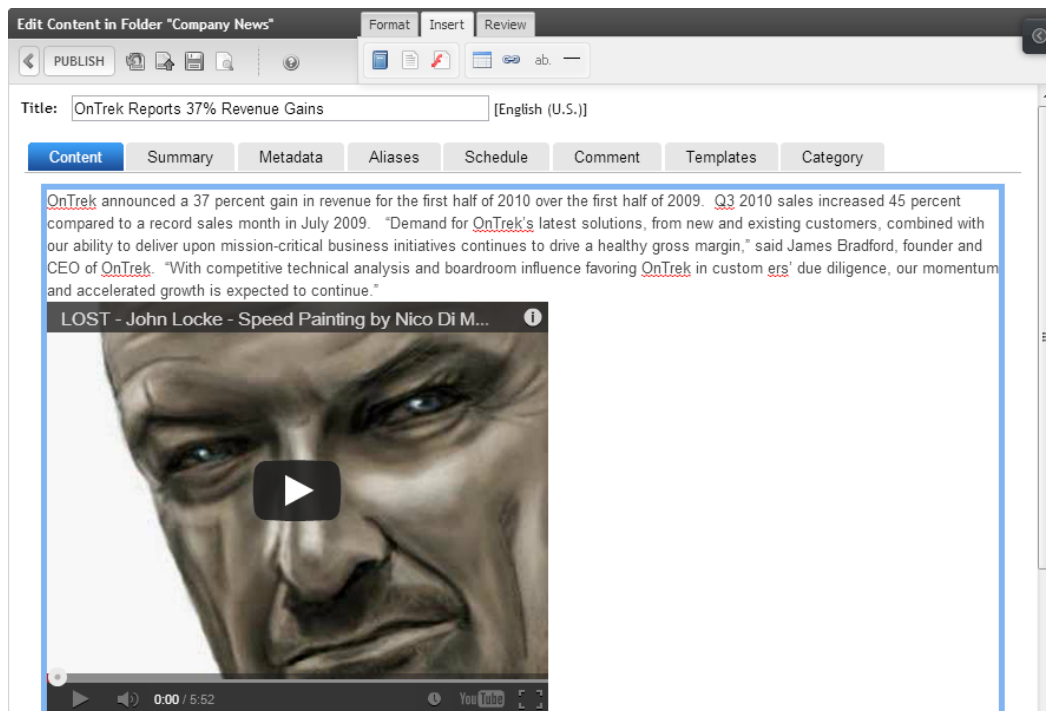 Edit Content in Folder "Company News"
Format Insert Review
PUBLISH
ab.
Title: OnTrek Reports 37% Revenue Gains [English (U.S.)]
Content Summary Metadata Aliases Schedule Comment Templates Category
OnTrek announced a 37 percent gain in revenue for the first half of 2010 over the first half of 2009.  Q3 2010 sales increased 45 percent
compared to a record sales month in July 2009.   “Demand for OnTrek’s latest solutions, from new and existing customers, combined with
our ability to deliver upon mission-critical business initiatives continues to drive a healthy gross margin,” said James Bradford, founder and
CEO of OnTrek.  “With competitive technical analysis and boardroom influence favoring OnTrek in custom ers’ due diligence, our momentum
and accelerated growth is expected to continue.”
LOST - John Locke - Speed Painting by Nico Di M...
0:00 / 5:52 YouTube